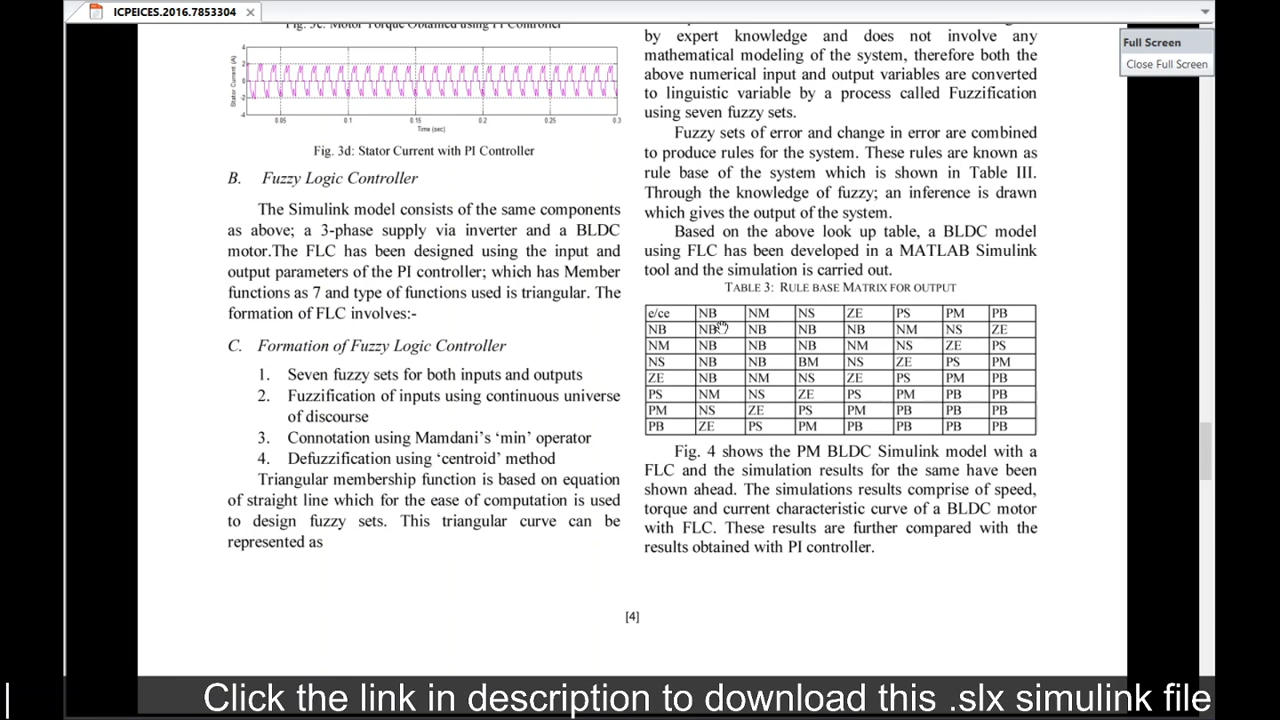 ICPEICES.2016.7853304
Full Screen
Close Full Screen
Fig. 3c: Motor Torque Obtained using PI Controller
Stator Current (A)
4
2
0
-2
-4
0.05 0.1 0.15 0.2 0.25 0.3
Time (sec)
Fig. 3d: Stator Current with PI Controller
B. Fuzzy Logic Controller
The Simulink model consists of the same components
as above; a 3-phase supply via inverter and a BLDC
motor.The FLC has been designed using the input and
output parameters of the PI controller; which has Member
functions as 7 and type of functions used is triangular. The
formation of FLC involves:-
C. Formation of Fuzzy Logic Controller
1. Seven fuzzy sets for both inputs and outputs
2. Fuzzification of inputs using continuous universe
of discourse
3. Connotation using Mamdani's ‘min’ operator
4. Defuzzification using ‘centroid’ method
Triangular membership function is based on equation
of straight line which for the ease of computation is used
to design fuzzy sets. This triangular curve can be
represented as
by expert knowledge and does not involve any
mathematical modeling of the system, therefore both the
above numerical input and output variables are converted
to linguistic variable by a process called Fuzzification
using seven fuzzy sets.
Fuzzy sets of error and change in error are combined
to produce rules for the system. These rules are known as
rule base of the system which is shown in Table III.
Through the knowledge of fuzzy; an inference is drawn
which gives the output of the system.
Based on the above look up table, a BLDC model
using FLC has been developed in a MATLAB Simulink
tool and the simulation is carried out.
TABLE 3: RULE BASE MATRIX FOR OUTPUT
e/ce NB NM NS ZE PS PM PB
NB NB NB NB NB NM NS ZE
NM NB NB NB NM NS ZE PS
NS NB NB BM NS ZE PS PM
ZE NB NM NS ZE PS PM PB
PS NM NS ZE PS PM PB PB
PM NS ZE PS PM PB PB PB
PB ZE PS PM PB PB PB PB
Fig. 4 shows the PM BLDC Simulink model with a
FLC and the simulation results for the same have been
shown ahead. The simulations results comprise of speed,
torque and current characteristic curve of a BLDC motor
with FLC. These results are further compared with the
results obtained with PI controller.
[4]
Click the link in description to download this .slx simulink file